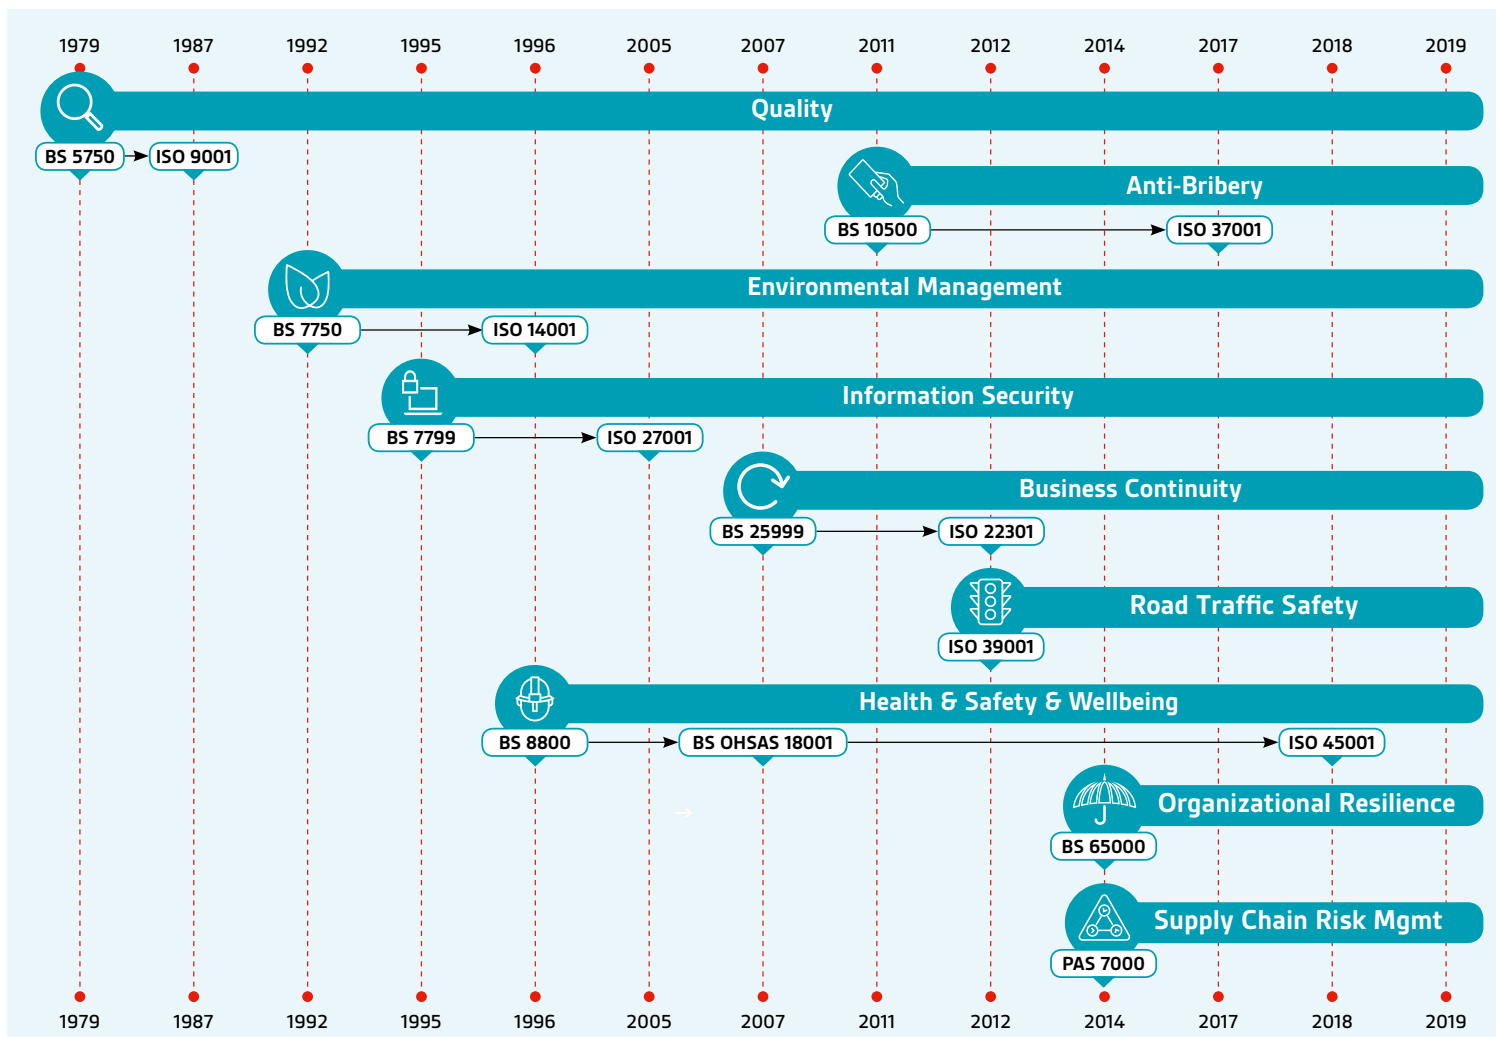 1979 1987 1992 1995 1996 2005 2007 2011 2012 2014 2017 2018 2019
Quality
BS 5750 ISO 9001
Anti-Bribery
BS 10500 ISO 37001
Environmental Management
BS 7750 ISO 14001
Information Security
BS 7799 ISO 27001
Business Continuity
BS 25999 ISO 22301
Road Traffic Safety
ISO 39001
Health & Safety & Wellbeing
BS 8800 BS OHSAS 18001 ISO 45001
Organizational Resilience
BS 65000
Supply Chain Risk Mgmt
PAS 7000
1979 1987 1992 1995 1996 2005 2007 2011 2012 2014 2017 2018 2019